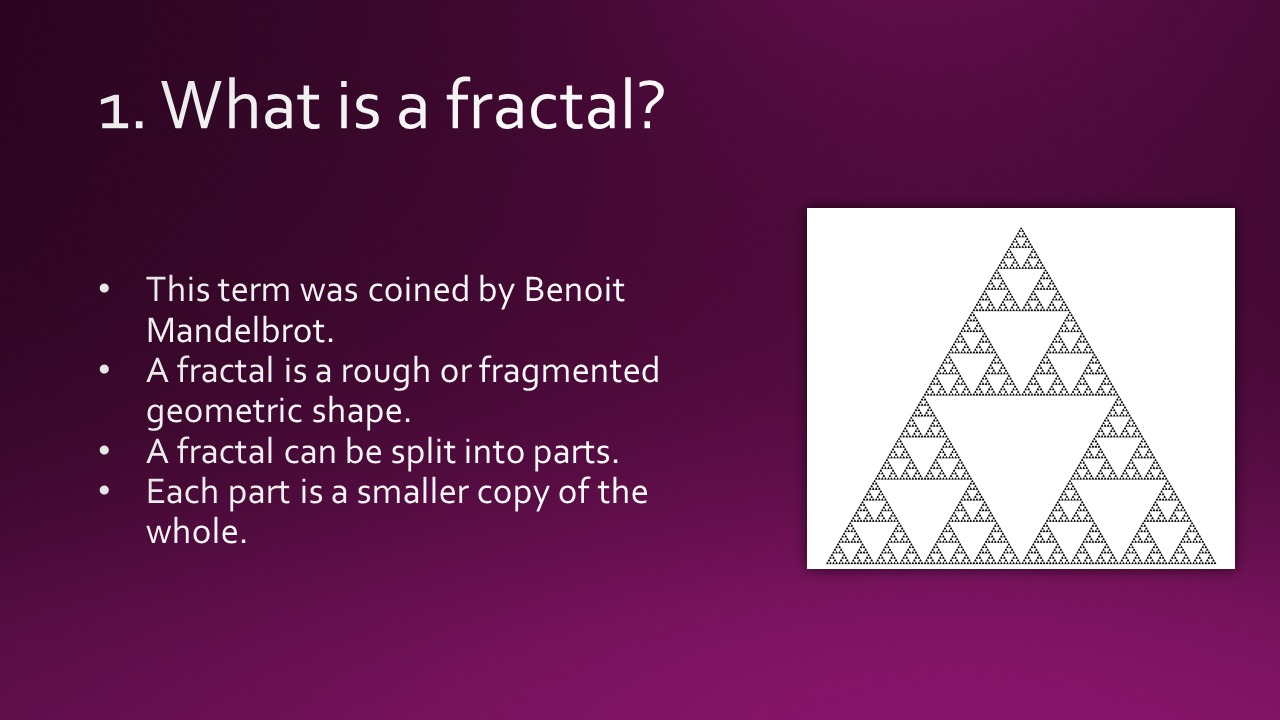 1. What is a fractal?
• This term was coined by Benoit
Mandelbrot.
• A fractal is a rough or fragmented
geometric shape.
• A fractal can be split into parts.
• Each part is a smaller copy of the
whole.